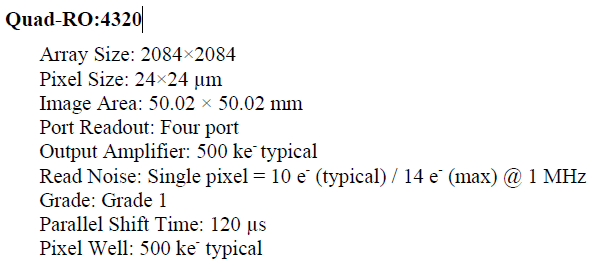 Quad-RO:4320
Array Size: 2084×2084
Pixel Size: 24×24 µm
Image Area: 50.02 × 50.02 mm
Port Readout: Four port
Output Amplifier: 500 ke⁻ typical
Read Noise: Single pixel = 10 e⁻ (typical) / 14 e⁻ (max) @ 1 MHz
Grade: Grade 1
Parallel Shift Time: 120 µs
Pixel Well: 500 ke⁻ typical